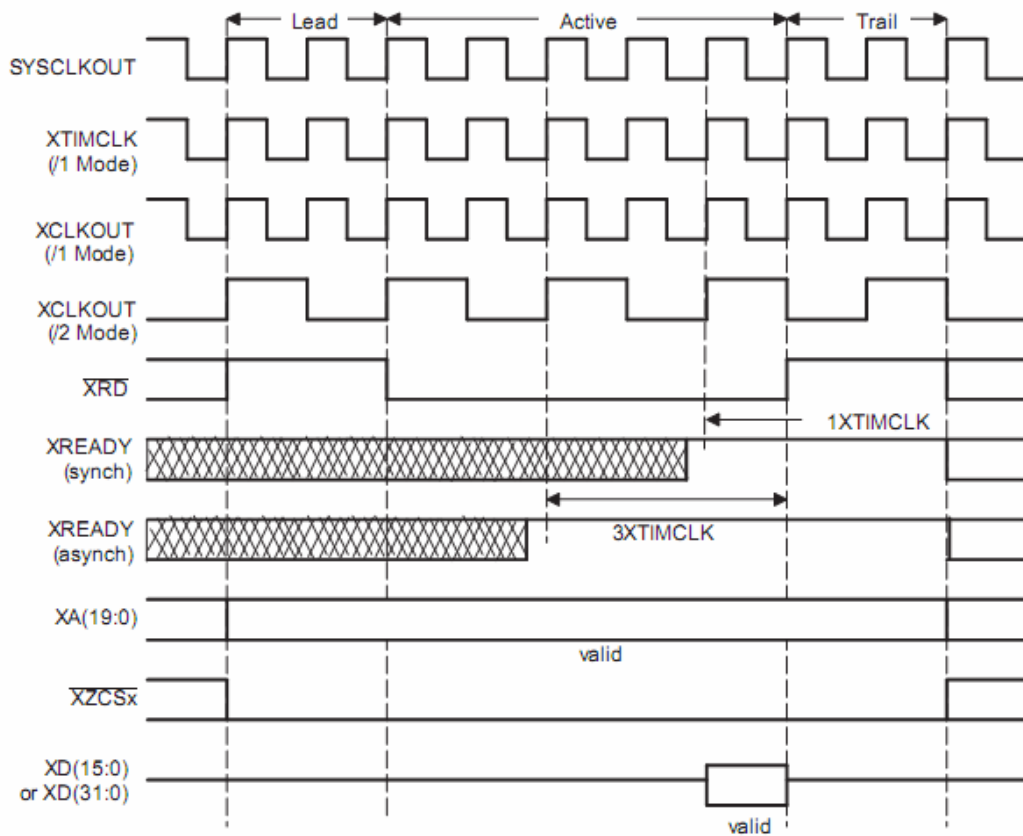 Lead
Active
Trail
SYSCLKOUT
XTIMCLK
(/1 Mode)
XCLKOUT
(/1 Mode)
XCLKOUT
(/2 Mode)
XRD
1XTIMCLK
XREADY
(synch)
XREADY
(asynch)
3XTIMCLK
XA(19:0)
valid
XZCSx
XD(15:0)
or XD(31:0)
valid